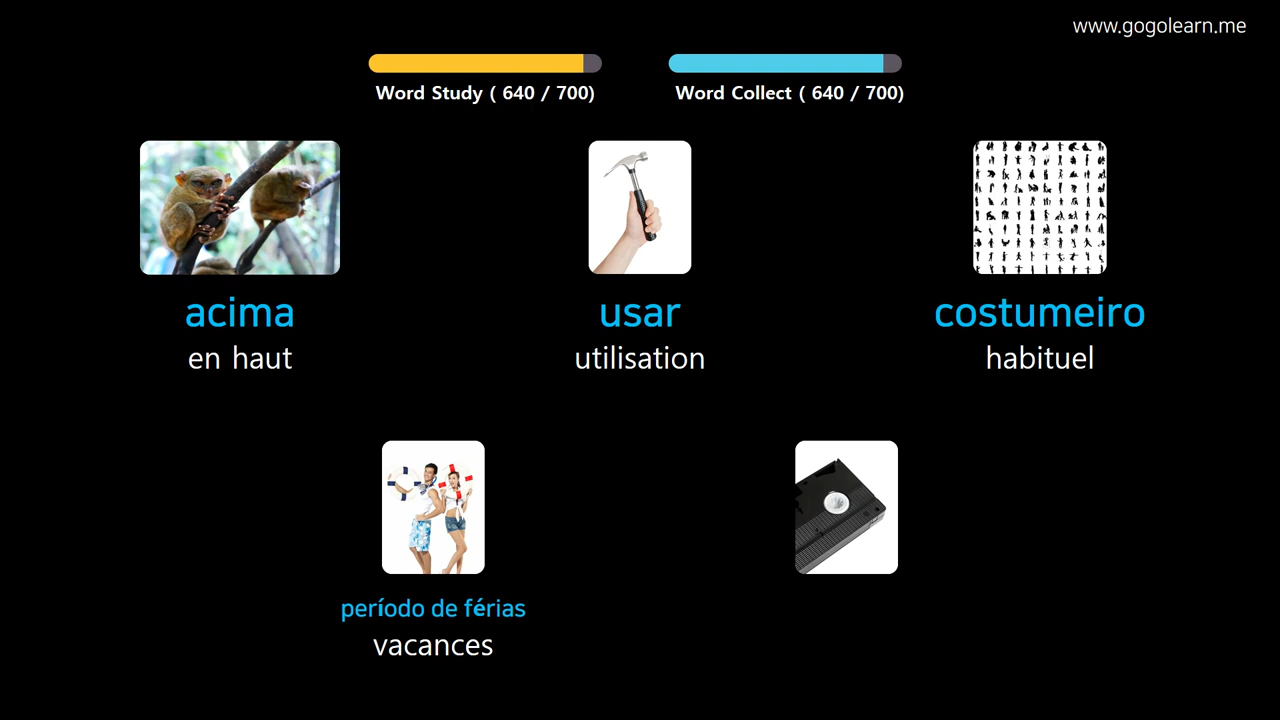 www.gogolearn.me
Word Study ( 640 / 700)
Word Collect ( 640 / 700)
acima
en haut
usar
utilisation
costumeiro
habituel
período de férias
vacances